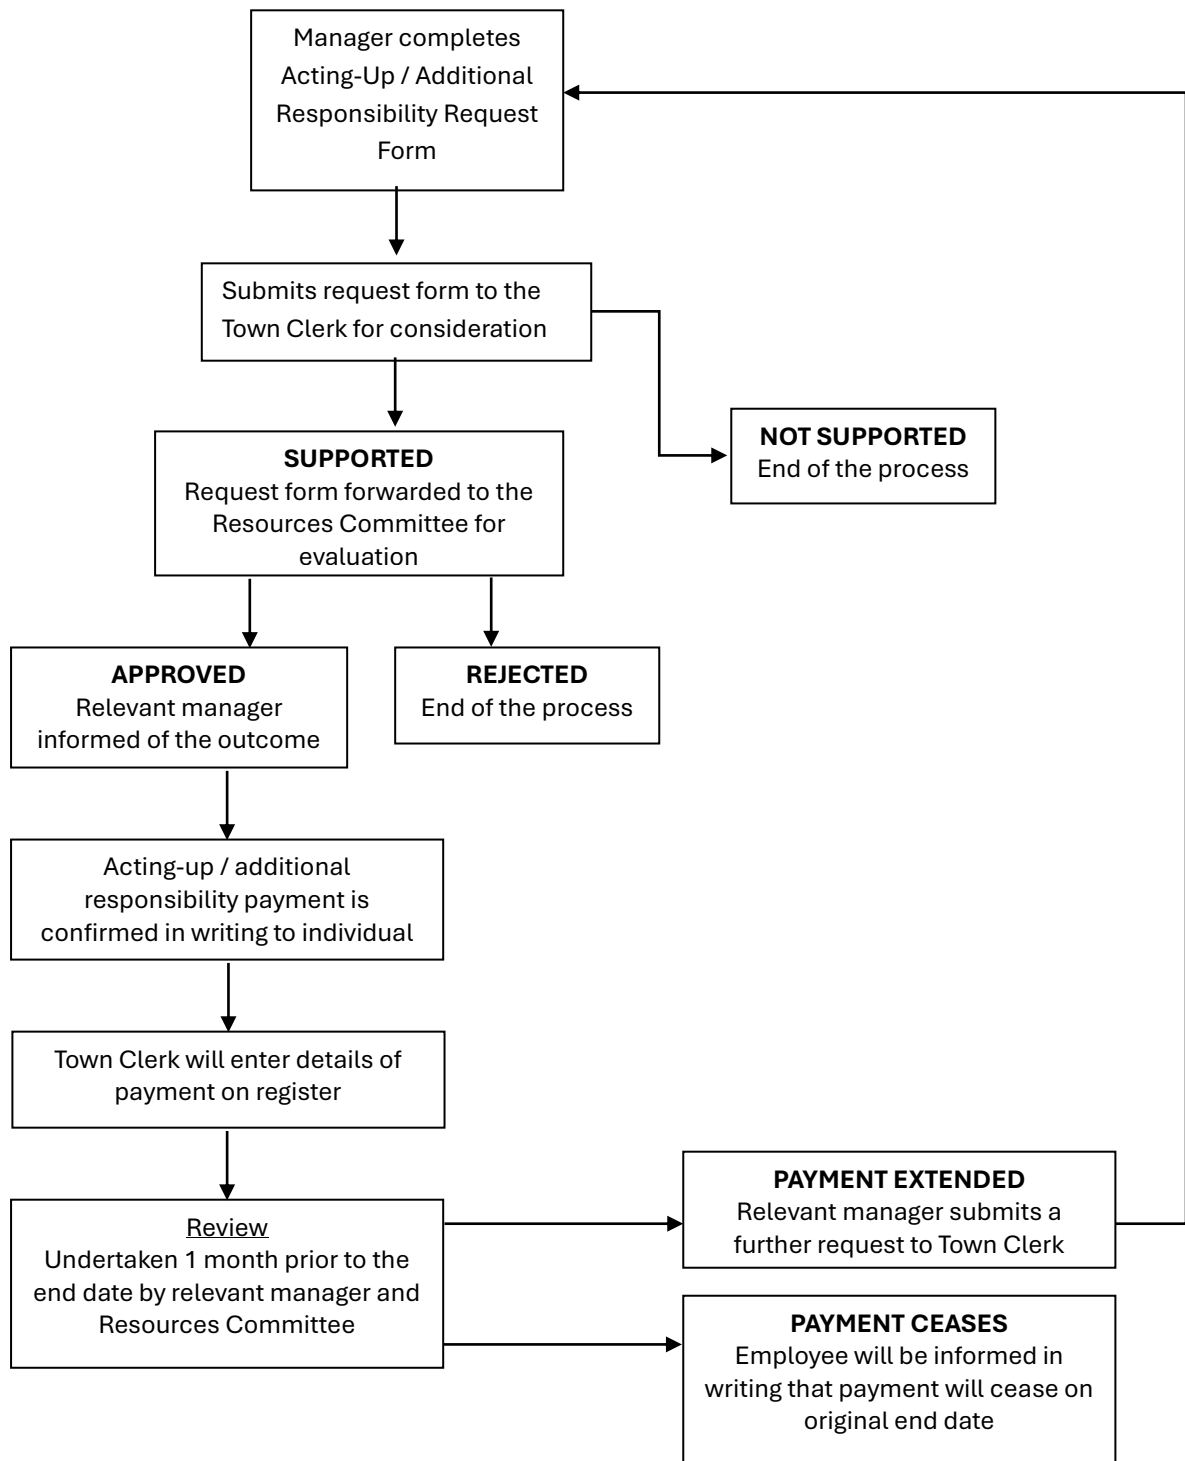 Manager completes
Acting-Up / Additional
Responsibility Request
Form
Submits request form to the
Town Clerk for consideration
NOT SUPPORTED
End of the process
SUPPORTED
Request form forwarded to the
Resources Committee for
evaluation
APPROVED
Relevant manager
informed of the outcome
REJECTED
End of the process
Acting-up / additional
responsibility payment is
confirmed in writing to individual
Town Clerk will enter details of
payment on register
Review
Undertaken 1 month prior to the
end date by relevant manager and
Resources Committee
PAYMENT EXTENDED
Relevant manager submits a
further request to Town Clerk
PAYMENT CEASES
Employee will be informed in
writing that payment will cease on
original end date